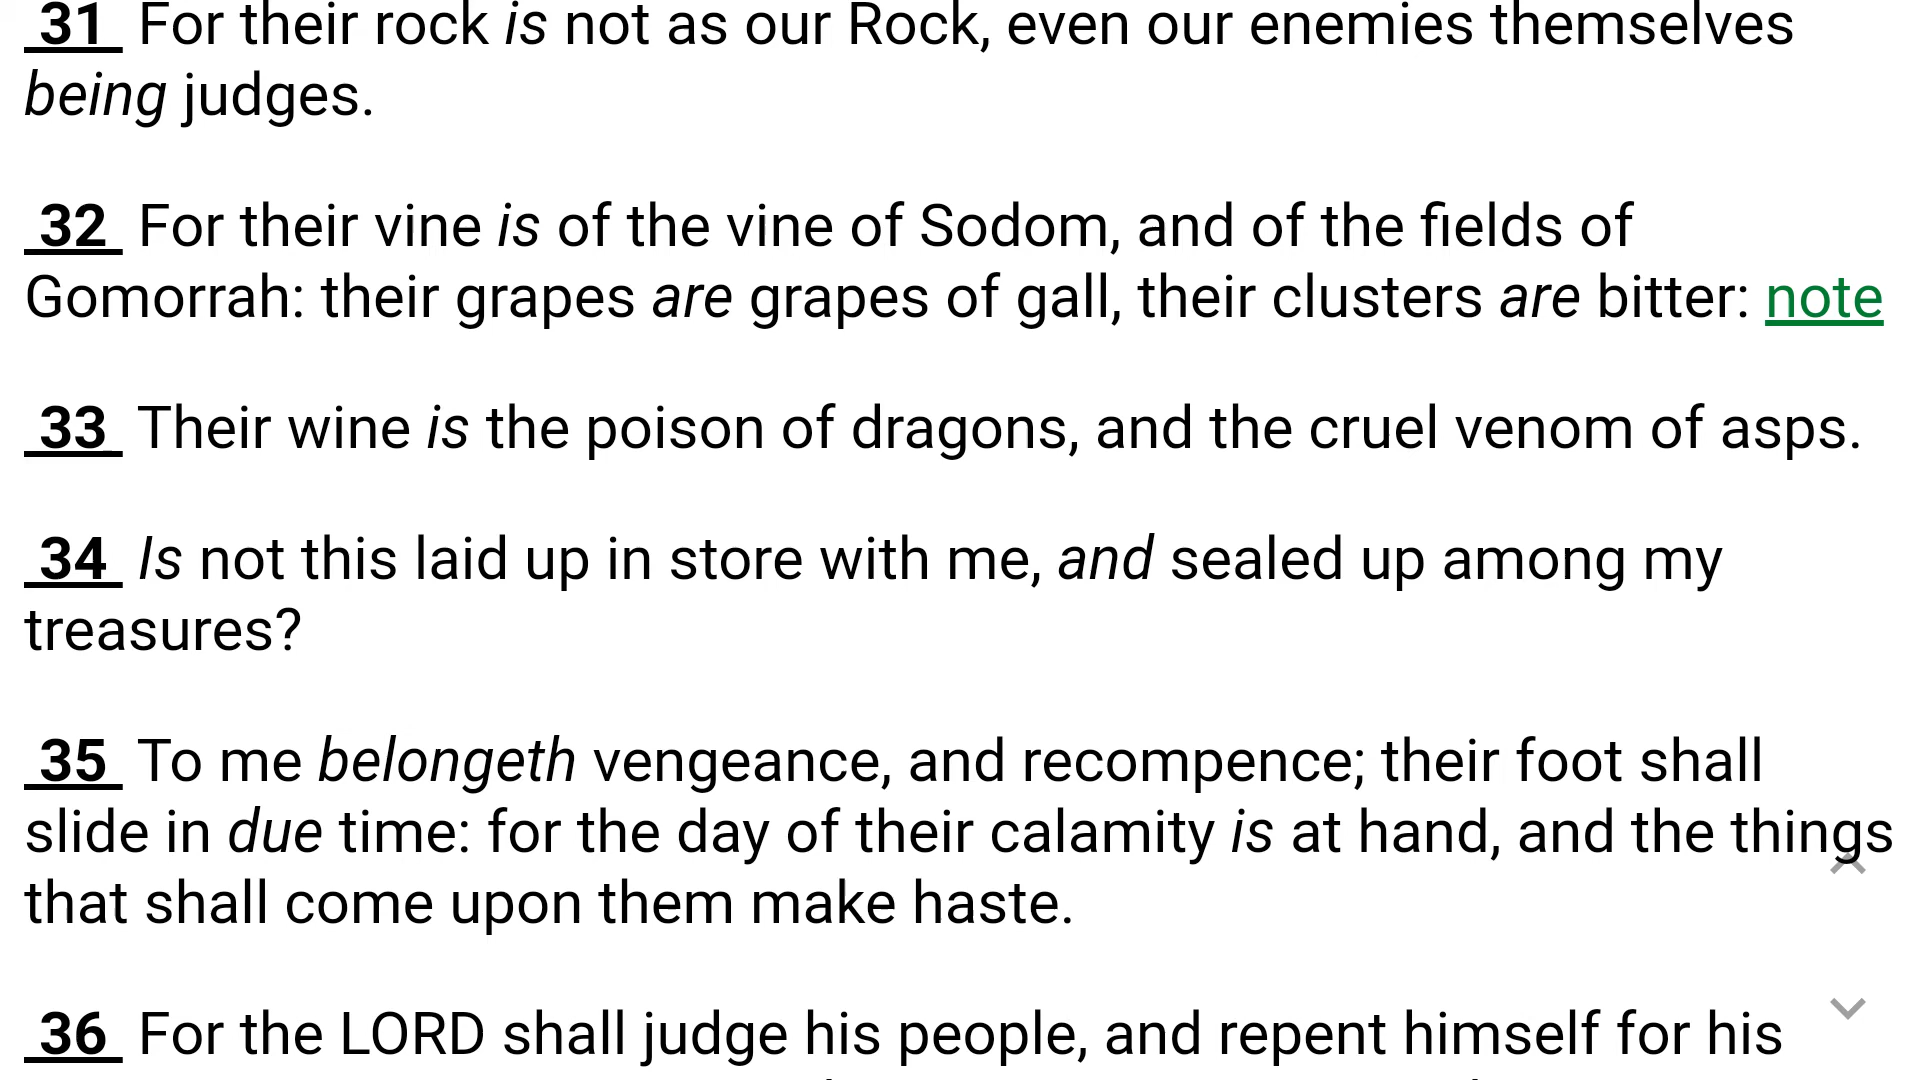 31 For their rock is not as our Rock, even our enemies themselves
being judges.
32 For their vine is of the vine of Sodom, and of the fields of
Gomorrah: their grapes are grapes of gall, their clusters are bitter: note
33 Their wine is the poison of dragons, and the cruel venom of asps.
34 Is not this laid up in store with me, and sealed up among my
treasures?
35 To me belongeth vengeance, and recompence; their foot shall
slide in due time: for the day of their calamity is at hand, and the things
that shall come upon them make haste.
36 For the LORD shall judge his people, and repent himself for his